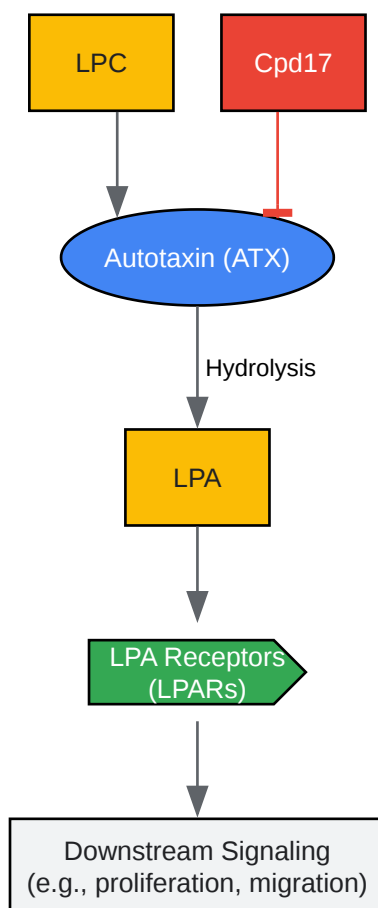 LPC
Cpd17
Autotaxin (ATX)
Hydrolysis
LPA
LPA Receptors
(LPARs)
Downstream Signaling
(e.g., proliferation, migration)